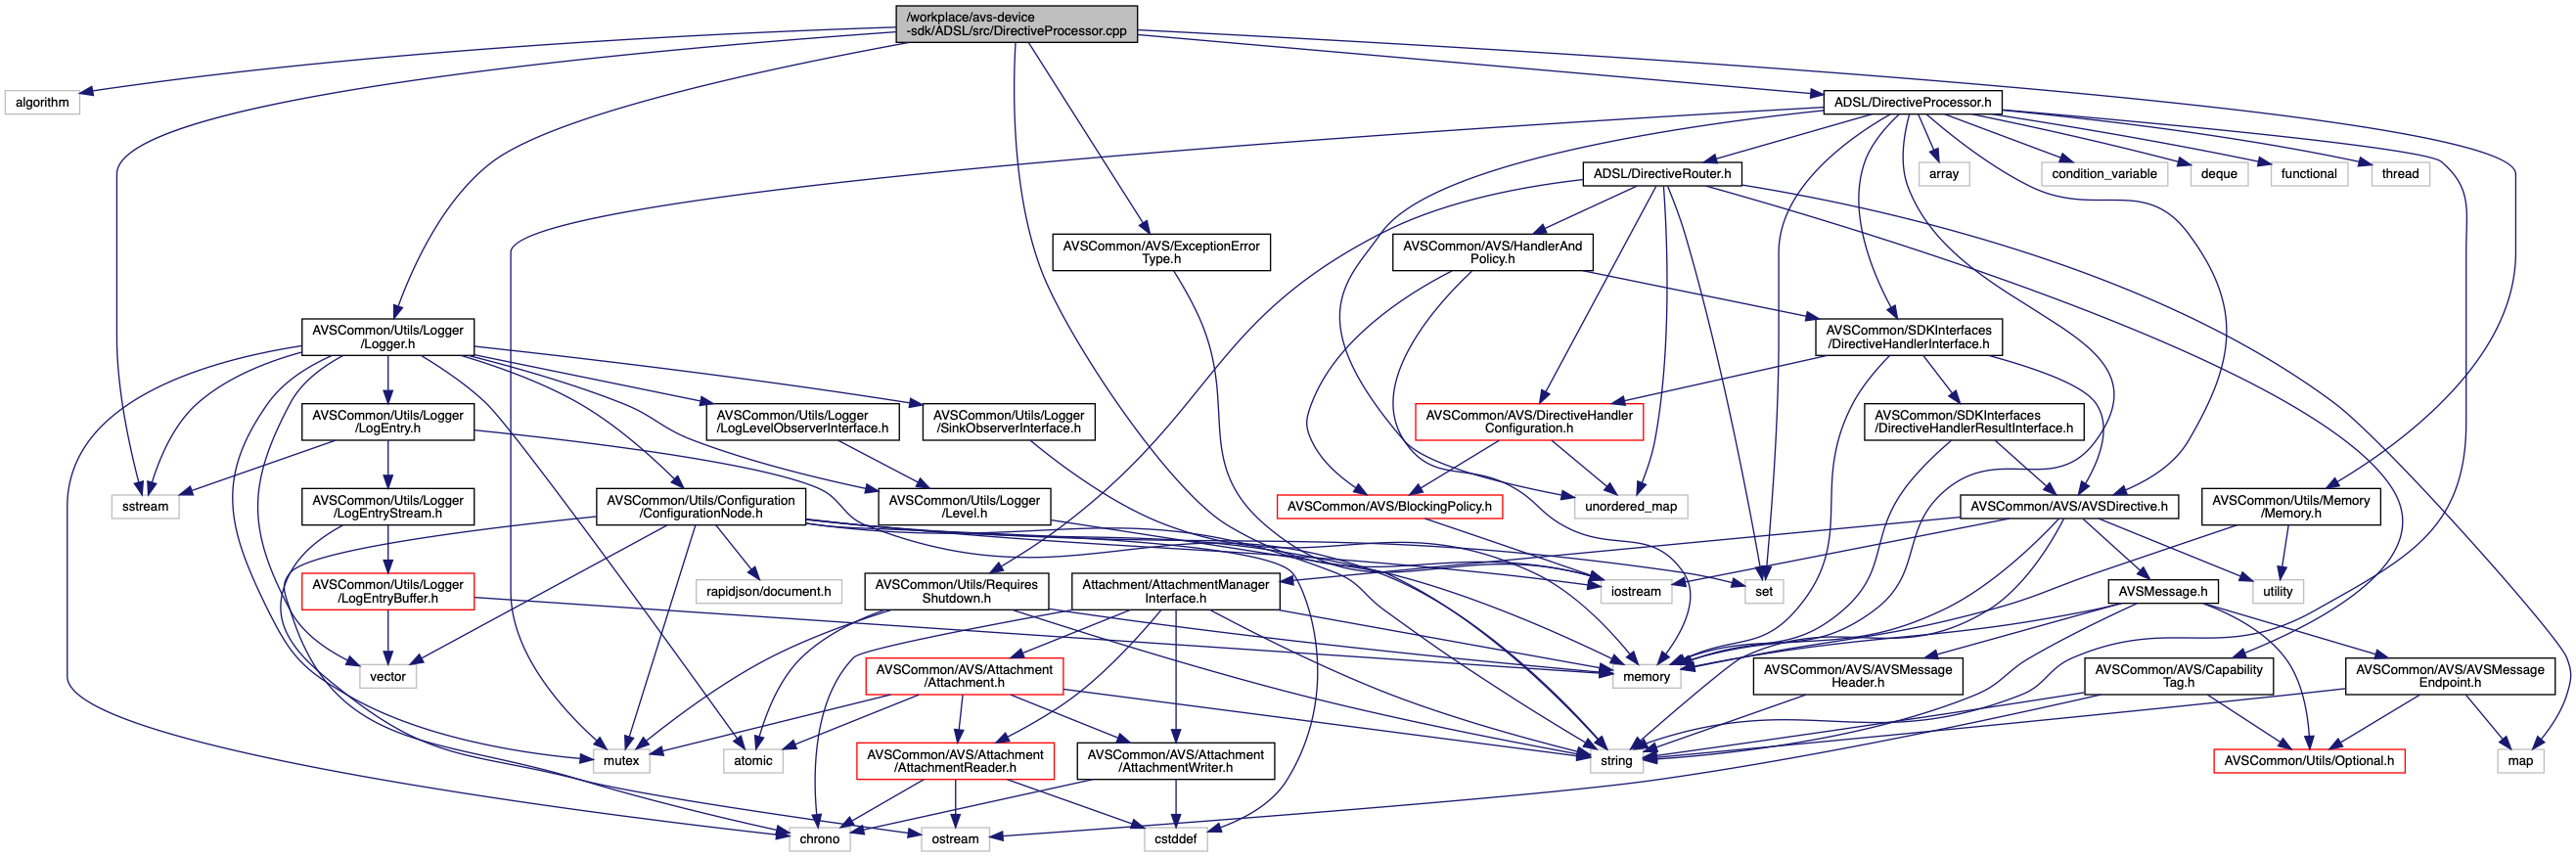 /workplace/avs-device
-sdk/ADSL/src/DirectiveProcessor.cpp
algorithm
ADSL/DirectiveProcessor.h
ADSL/DirectiveRouter.h
array
condition_variable
deque
functional
thread
AVSCommon/AVS/ExceptionError
Type.h
AVSCommon/AVS/HandlerAnd
Policy.h
AVSCommon/Utils/Logger
/Logger.h
AVSCommon/SDKInterfaces
/DirectiveHandlerInterface.h
AVSCommon/Utils/Logger
/LogEntry.h
AVSCommon/Utils/Logger
/LogLevelObserverInterface.h
AVSCommon/Utils/Logger
/SinkObserverInterface.h
AVSCommon/AVS/DirectiveHandler
Configuration.h
AVSCommon/SDKInterfaces
/DirectiveHandlerResultInterface.h
sstream
AVSCommon/Utils/Logger
/LogEntryStream.h
AVSCommon/Utils/Configuration
/ConfigurationNode.h
AVSCommon/Utils/Logger
/Level.h
AVSCommon/AVS/BlockingPolicy.h
unordered_map
AVSCommon/AVS/AVSDirective.h
AVSCommon/Utils/Memory
/Memory.h
AVSCommon/Utils/Logger
/LogEntryBuffer.h
rapidjson/document.h
AVSCommon/Utils/Requires
Shutdown.h
Attachment/AttachmentManager
Interface.h
iostream
set
AVSMessage.h
utility
vector
AVSCommon/AVS/Attachment
/Attachment.h
memory
AVSCommon/AVS/AVSMessage
Header.h
AVSCommon/AVS/Capability
Tag.h
AVSCommon/AVS/AVSMessage
Endpoint.h
mutex
atomic
AVSCommon/AVS/Attachment
/AttachmentReader.h
AVSCommon/AVS/Attachment
/AttachmentWriter.h
string
AVSCommon/Utils/Optional.h
map
chrono
ostream
cstddef